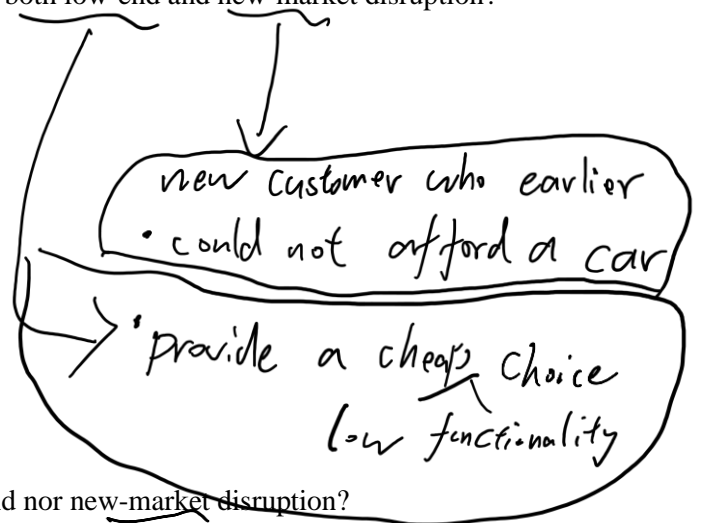 both low-end and new-market disruption?
new customer who earlier
• could not afford a car
• provide a cheap choice
low functionality
nd nor new-market disruption?